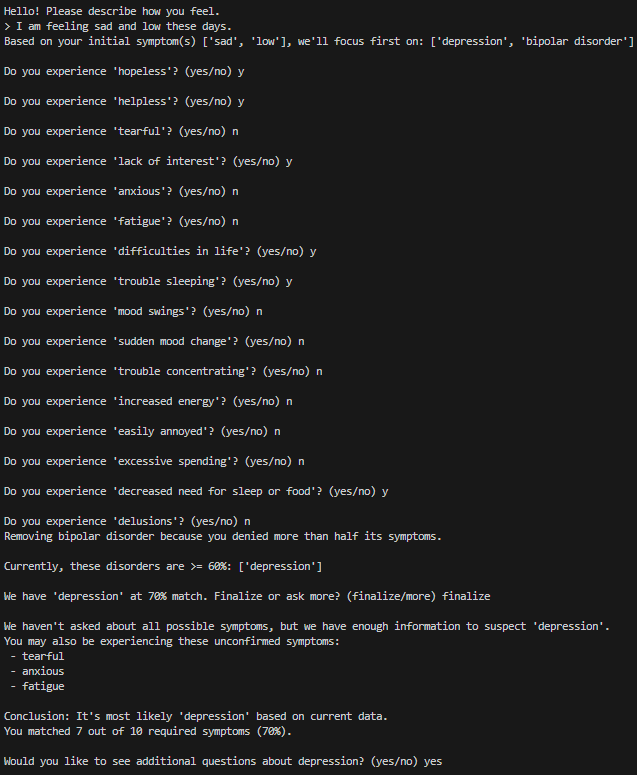 Hello! Please describe how you feel.
> I am feeling sad and low these days.
Based on your initial symptom(s) ['sad', 'low'], we'll focus first on: ['depression', 'bipolar disorder']
Do you experience 'hopeless'? (yes/no) y
Do you experience 'helpless'? (yes/no) y
Do you experience 'tearful'? (yes/no) n
Do you experience 'lack of interest'? (yes/no) y
Do you experience 'anxious'? (yes/no) n
Do you experience 'fatigue'? (yes/no) n
Do you experience 'difficulties in life'? (yes/no) y
Do you experience 'trouble sleeping'? (yes/no) y
Do you experience 'mood swings'? (yes/no) n
Do you experience 'sudden mood change'? (yes/no) n
Do you experience 'trouble concentrating'? (yes/no) n
Do you experience 'increased energy'? (yes/no) n
Do you experience 'easily annoyed'? (yes/no) n
Do you experience 'excessive spending'? (yes/no) n
Do you experience 'decreased need for sleep or food'? (yes/no) y
Do you experience 'delusions'? (yes/no) n
Removing bipolar disorder because you denied more than half its symptoms.
Currently, these disorders are >= 60%: ['depression']
We have 'depression' at 70% match. Finalize or ask more? (finalize/more) finalize
We haven't asked about all possible symptoms, but we have enough information to suspect 'depression'.
You may also be experiencing these unconfirmed symptoms:
- tearful
- anxious
- fatigue
Conclusion: It's most likely 'depression' based on current data.
You matched 7 out of 10 required symptoms (70%).
Would you like to see additional questions about depression? (yes/no) yes